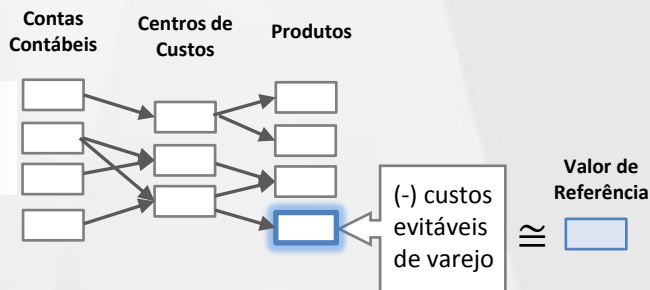 Contas
Contábeis
Centros de
Custos
Produtos
(-) custos
evitáveis
de varejo
≅
Valor de
Referência